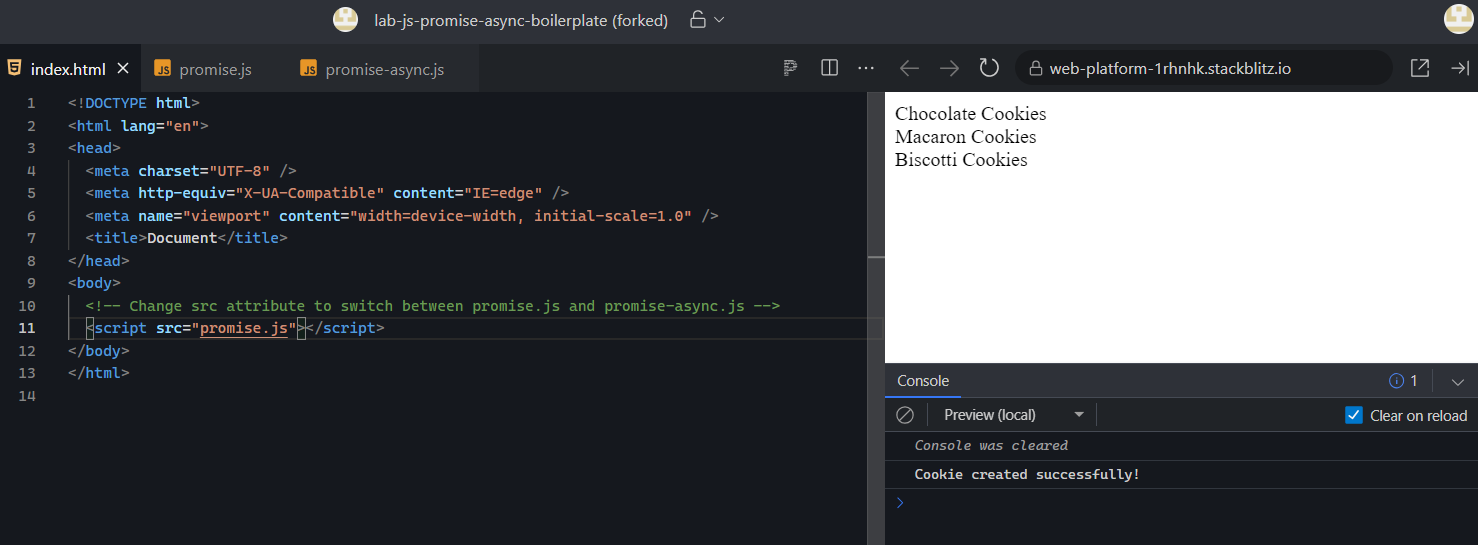 lab-js-promise-async-boilerplate (forked)
index.html
promise.js
promise-async.js
web-platform-1rhnhk.stackblitz.io
1 <!DOCTYPE html>
2 <html lang="en">
3 <head>
4 <meta charset="UTF-8" />
5 <meta http-equiv="X-UA-Compatible" content="IE=edge" />
6 <meta name="viewport" content="width=device-width, initial-scale=1.0" />
7 <title>Document</title>
8 </head>
9 <body>
10 <!-- Change src attribute to switch between promise.js and promise-async.js -->
11 <script src="promise.js"></script>
12 </body>
13 </html>
14
Chocolate Cookies
Macaron Cookies
Biscotti Cookies
Console
1
Preview (local)
Clear on reload
Console was cleared
Cookie created successfully!